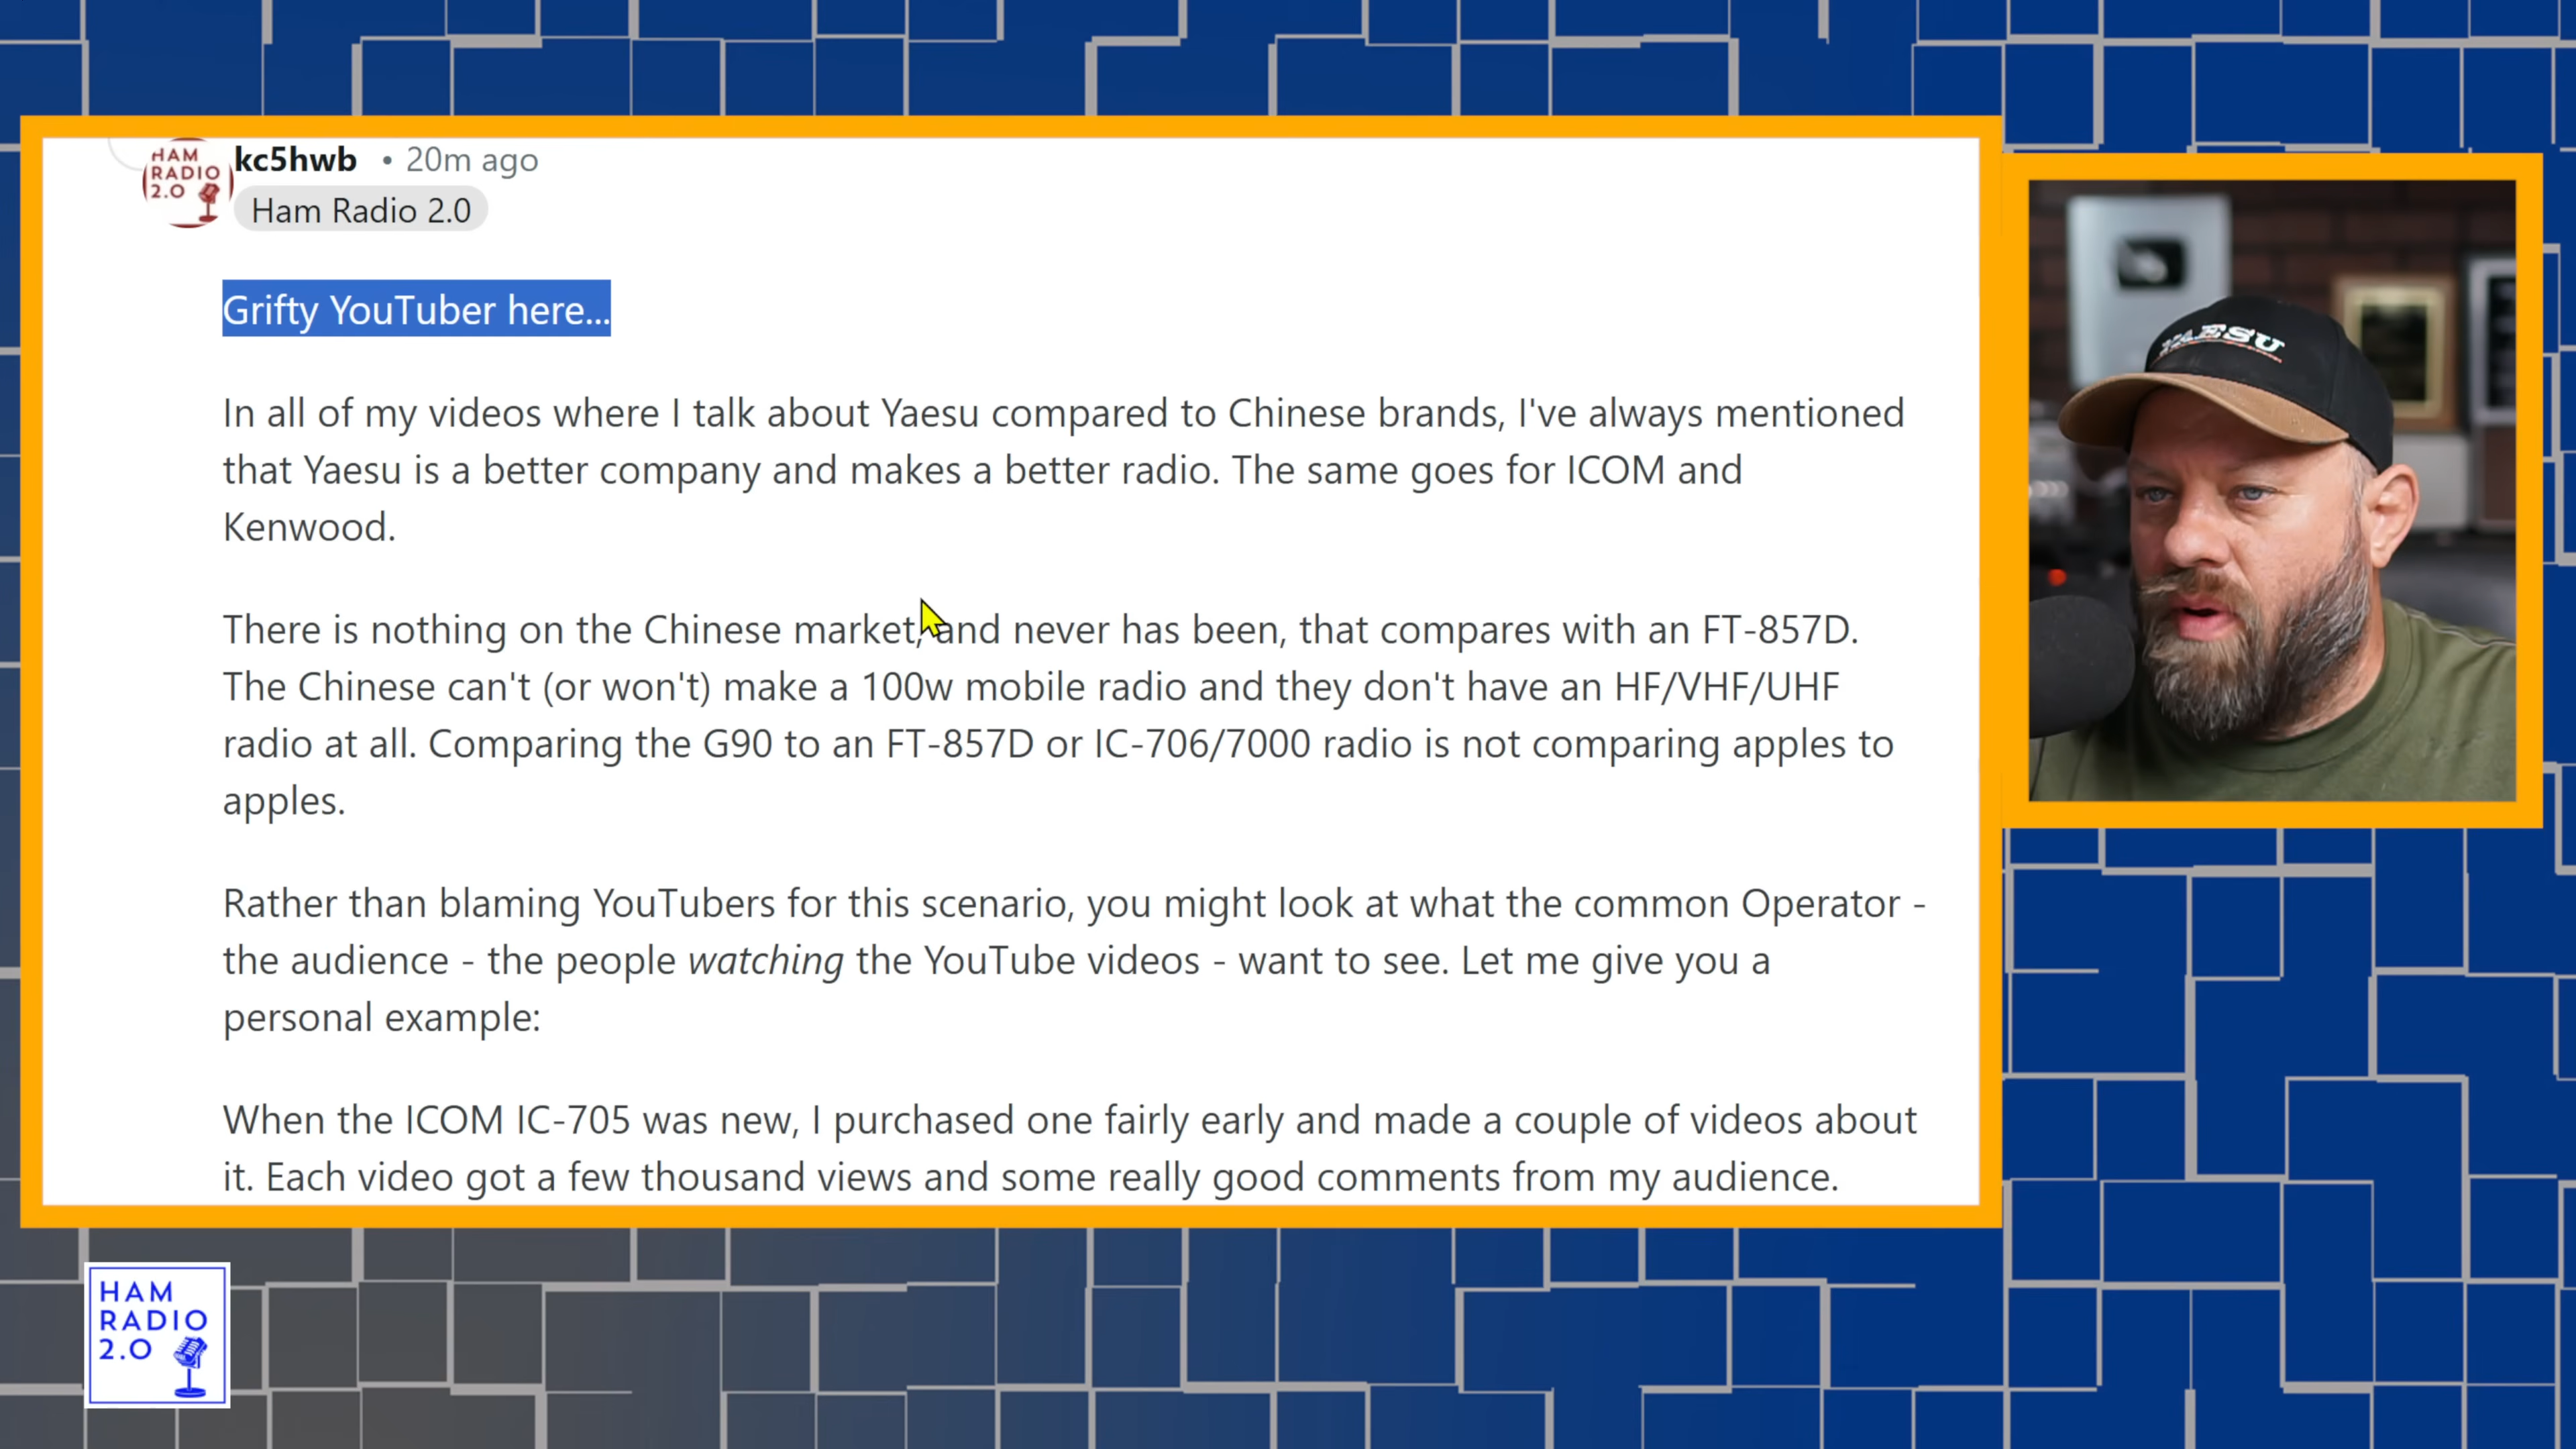 HAM
RADIO
2.0
kc5hwb • 20m ago
Ham Radio 2.0
Grifty YouTuber here...
In all of my videos where I talk about Yaesu compared to Chinese brands, I've always mentioned
that Yaesu is a better company and makes a better radio. The same goes for ICOM and
Kenwood.
There is nothing on the Chinese market, and never has been, that compares with an FT-857D.
The Chinese can't (or won't) make a 100w mobile radio and they don't have an HF/VHF/UHF
radio at all. Comparing the G90 to an FT-857D or IC-706/7000 radio is not comparing apples to
apples.
Rather than blaming YouTubers for this scenario, you might look at what the common Operator -
the audience - the people watching the YouTube videos - want to see. Let me give you a
personal example:
When the ICOM IC-705 was new, I purchased one fairly early and made a couple of videos about
it. Each video got a few thousand views and some really good comments from my audience.
YAESU
HAM
RADIO
2.0